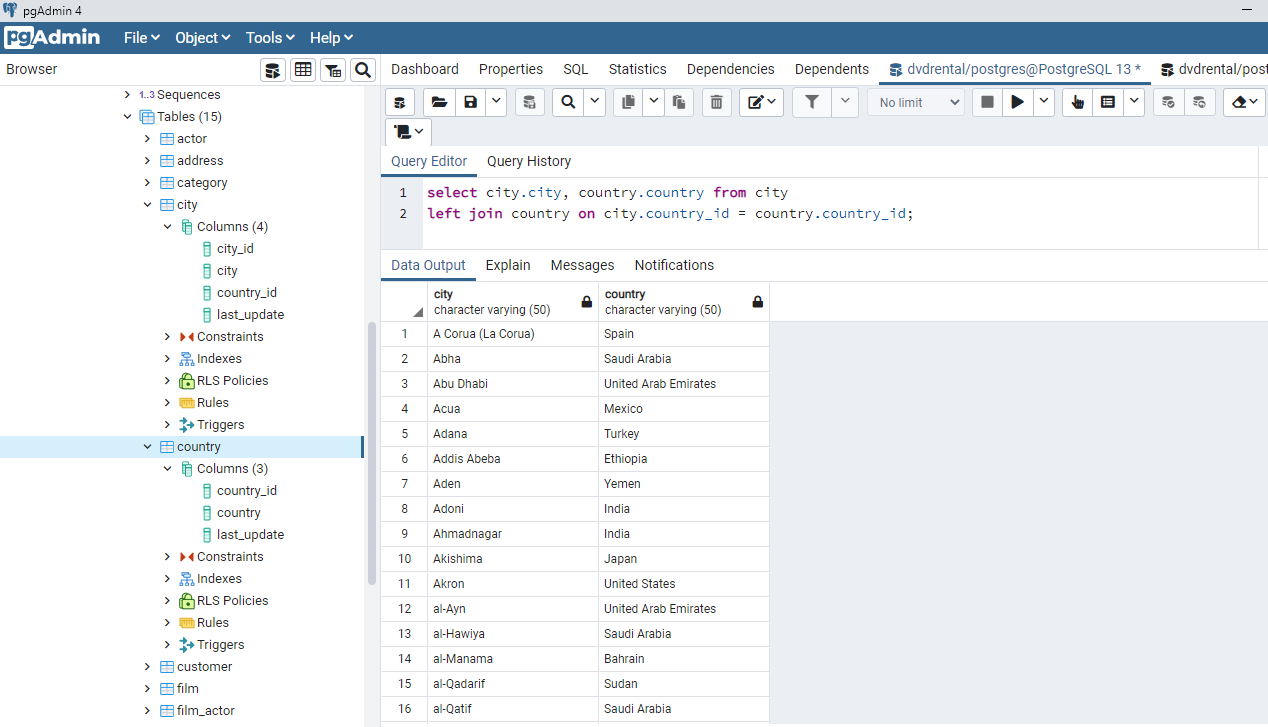 pgAdmin 4
pgAdmin File Object Tools Help
Browser
Dashboard Properties SQL Statistics Dependencies Dependents dvdrental/postgres@PostgreSQL 13 * dvdrental/post
1..3 Sequences
Tables (15)
actor
address
category
city
Columns (4)
city_id
city
country_id
last_update
Constraints
Indexes
RLS Policies
Rules
Triggers
country
Columns (3)
country_id
country
last_update
Constraints
Indexes
RLS Policies
Rules
Triggers
customer
film
film_actor
No limit
Query Editor Query History
1 select city.city, country.country from city
2 left join country on city.country_id = country.country_id;
Data Output Explain Messages Notifications
city country
character varying (50) character varying (50)
1 A Corua (La Corua) Spain
2 Abha Saudi Arabia
3 Abu Dhabi United Arab Emirates
4 Acua Mexico
5 Adana Turkey
6 Addis Abeba Ethiopia
7 Aden Yemen
8 Adoni India
9 Ahmadnagar India
10 Akishima Japan
11 Akron United States
12 al-Ayn United Arab Emirates
13 al-Hawiya Saudi Arabia
14 al-Manama Bahrain
15 al-Qadarif Sudan
16 al-Qatif Saudi Arabia